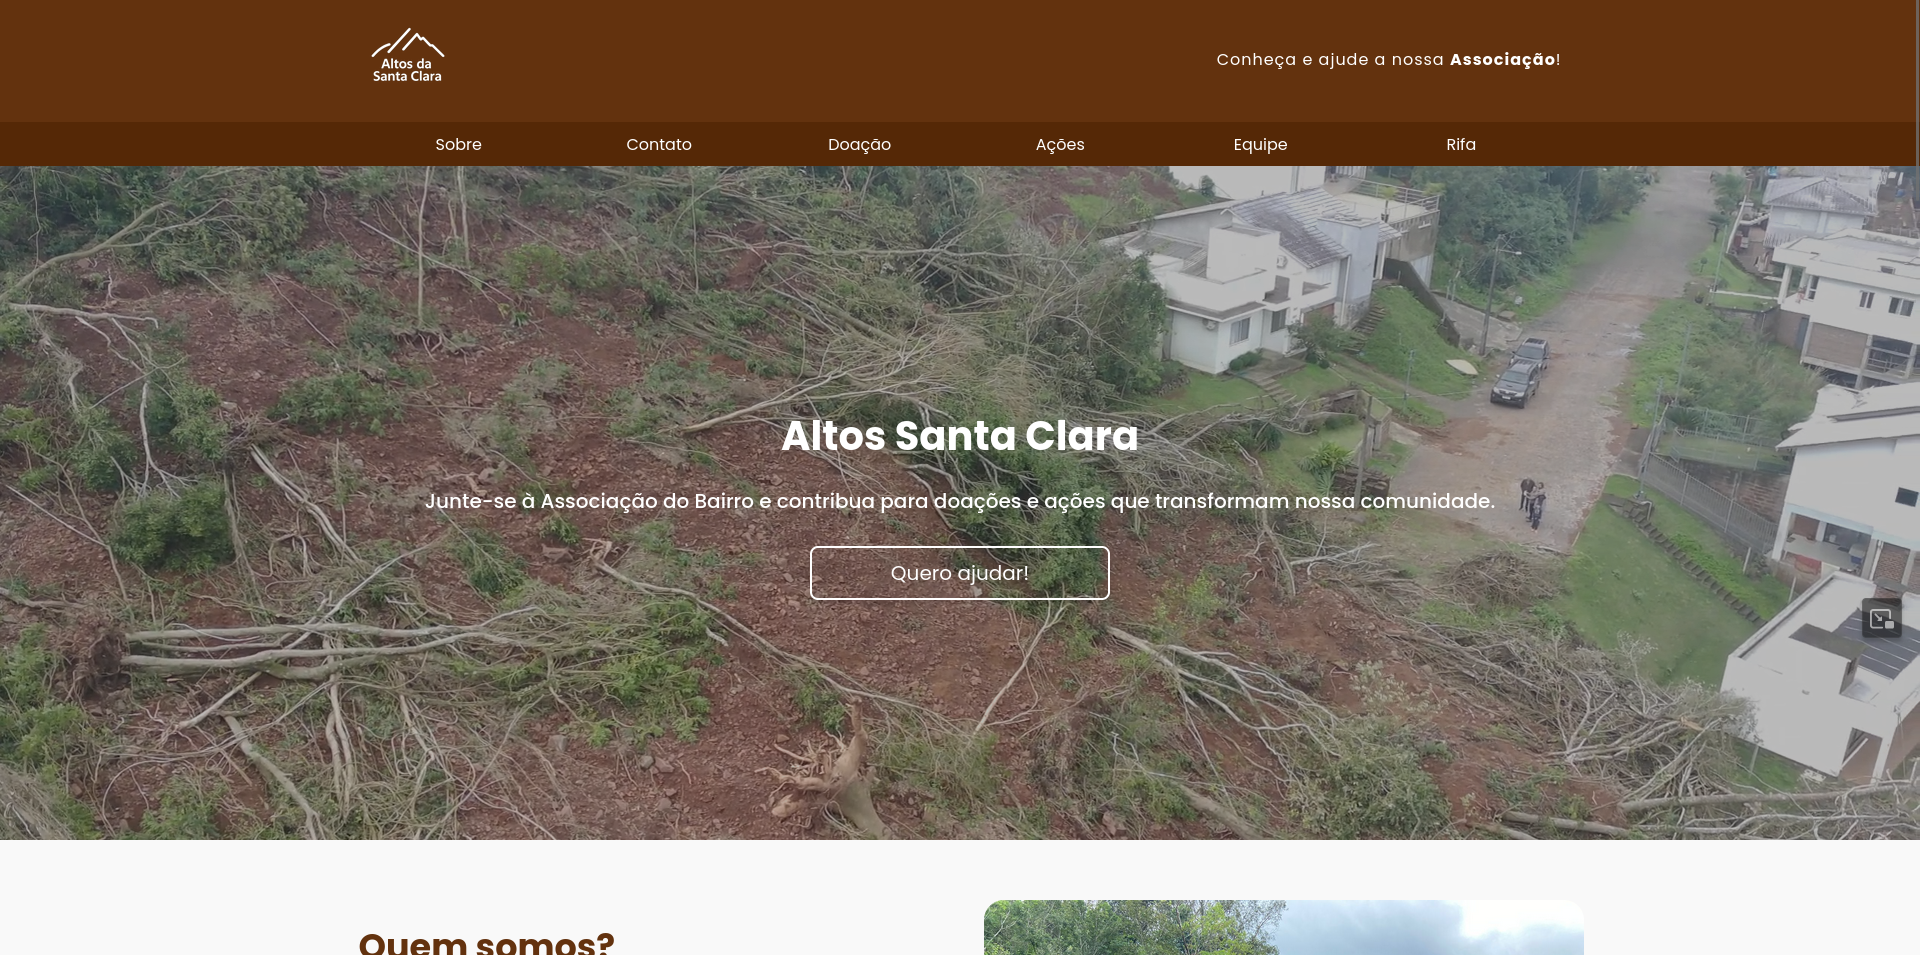 Altos da
Santa Clara
Conheça e ajude a nossa Associação!
Sobre
Contato
Doação
Ações
Equipe
Rifa
Altos Santa Clara
Junte-se à Associação do Bairro e contribua para doações e ações que transformam nossa comunidade.
Quero ajudar!
Quem somos?